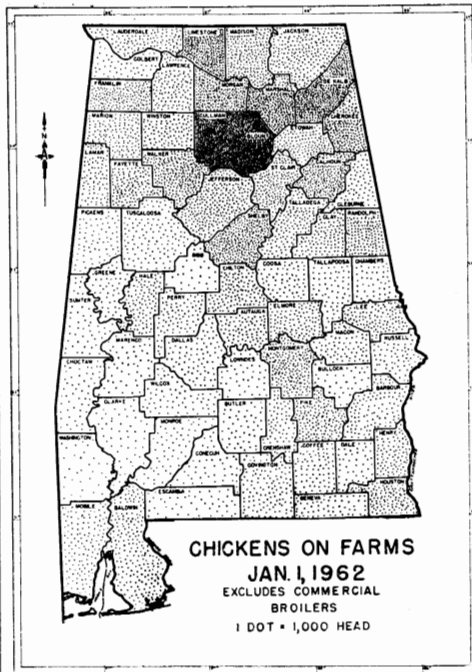 LAUDERDALE
LIMESTONE
MADISON
JACKSON
COLBERT
LAWRENCE
FRANKLIN
MORGAN
MARSHALL
DE KALB
MARION
WINSTON
CULLMAN
CHEROKEE
LAMAR
WALKER
FAYETTE
ST CLAIR
CALHOUN
JEFFERSON
CLEBURNE
TALLADEGA
PICKENS
TUSCALOOSA
SHELBY
CLAY
RANDOLPH
BIBB
COOSA
TALLAPOOSA
CHAMBERS
GREENE
HALE
CHILTON
SUMTER
PERRY
AUTAUGA
ELMORE
LEE
MARENGO
DALLAS
MACON
RUSSELL
CHOCTAW
LOWNDES
MONTGOMERY
BULLOCK
WILCOX
BARBOUR
CLARKE
BUTLER
PIKE
MONROE
WASHINGTON
CRENSHAW
COFFEE
DALE
HENRY
CONECUH
COVINGTON
HOUSTON
ESCAMBIA
GENEVA
MOBILE
BALDWIN
CHICKENS ON FARMS
JAN. 1, 1962
EXCLUDES COMMERCIAL
BROILERS
1 DOT = 1,000 HEAD